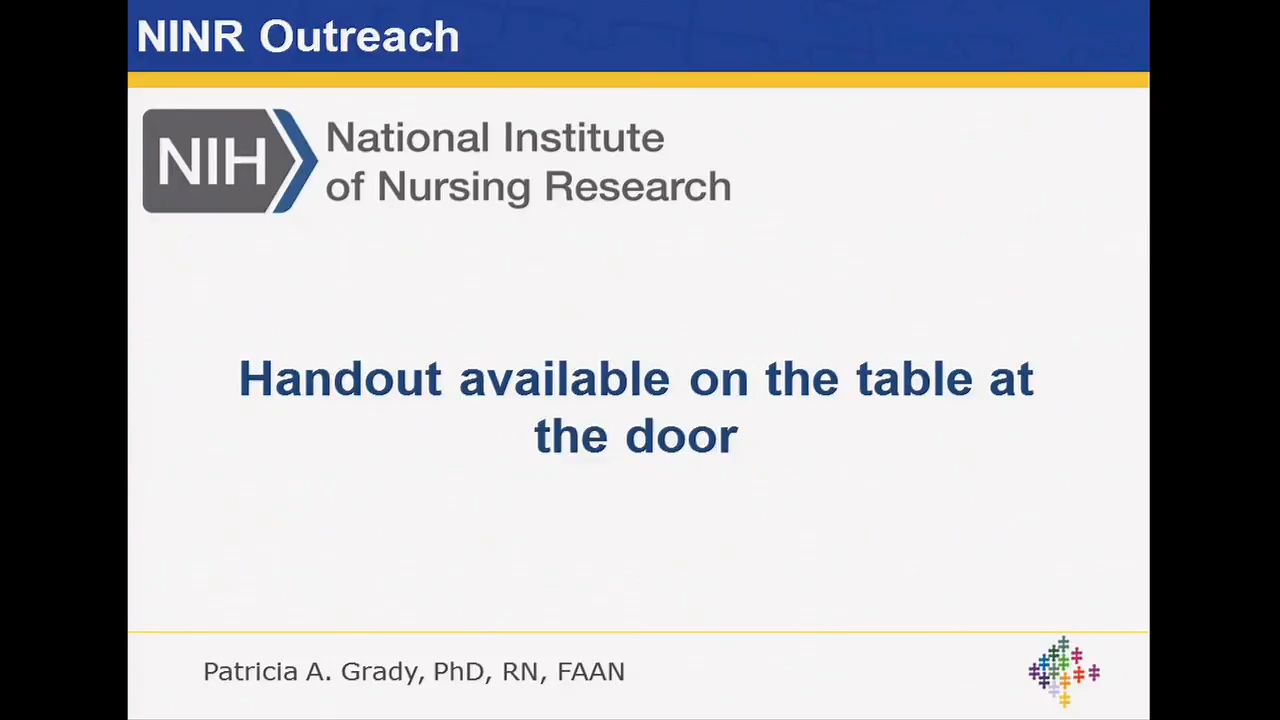 NINR Outreach
NIH National Institute
of Nursing Research
Handout available on the table at
the door
Patricia A. Grady, PhD, RN, FAAN